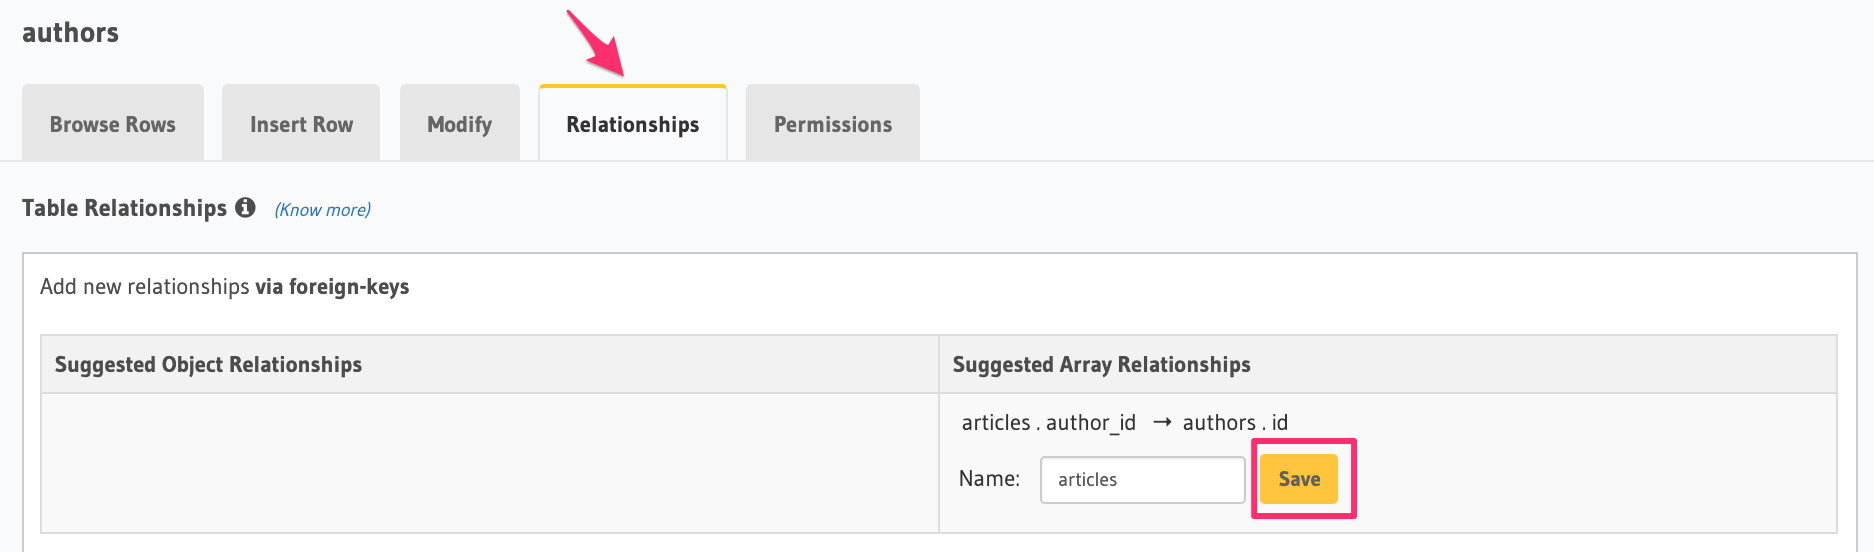 authors
Browse Rows Insert Row Modify Relationships Permissions
Table Relationships (Know more)
Add new relationships via foreign-keys
Suggested Object Relationships Suggested Array Relationships
articles . author_id → authors . id
Name: articles Save